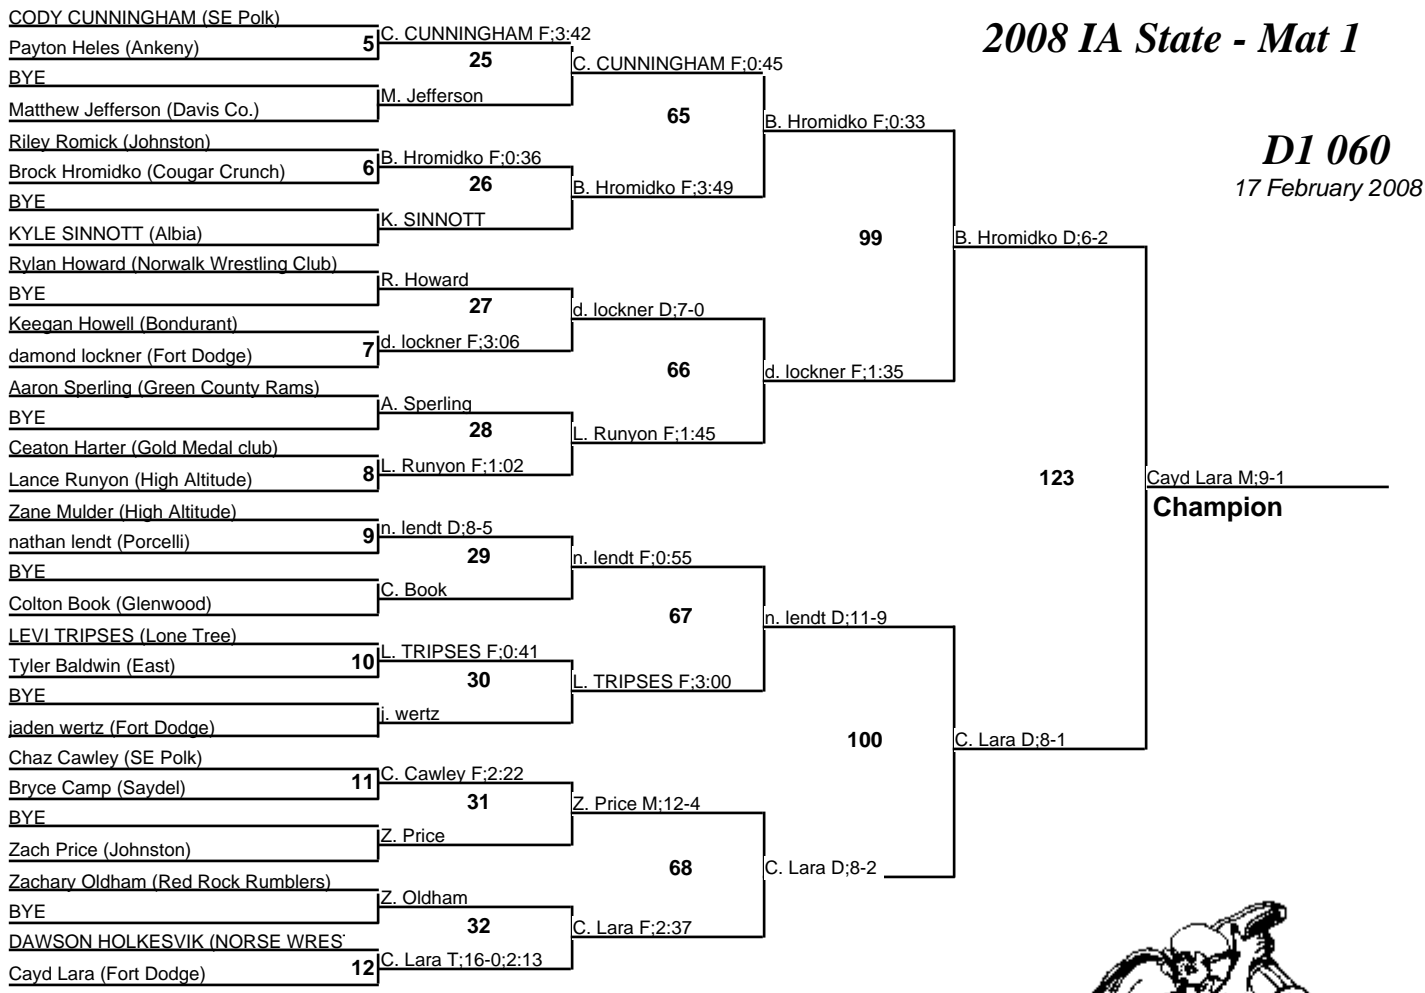 2008 IA State - Mat 1
D1 060
17 February 2008
CODY CUNNINGHAM (SE Polk)
Payton Heles (Ankeny)
BYE
Matthew Jefferson (Davis Co.)
Riley Romick (Johnston)
Brock Hromidko (Cougar Crunch)
BYE
KYLE SINNOTT (Albia)
Rylan Howard (Norwalk Wrestling Club)
BYE
Keegan Howell (Bondurant)
damond lockner (Fort Dodge)
Aaron Sperling (Green County Rams)
BYE
Ceaton Harter (Gold Medal club)
Lance Runyon (High Altitude)
Zane Mulder (High Altitude)
nathan lendt (Porcelli)
BYE
Colton Book (Glenwood)
LEVI TRIPSES (Lone Tree)
Tyler Baldwin (East)
BYE
jaden wertz (Fort Dodge)
Chaz Cawley (SE Polk)
Bryce Camp (Saydel)
BYE
Zach Price (Johnston)
Zachary Oldham (Red Rock Rumblers)
BYE
DAWSON HOLKESVIK (NORSE WRES
Cayd Lara (Fort Dodge)
5
6
7
8
9
10
11
12
C. CUNNINGHAM F;3:42
25
M. Jefferson
B. Hromidko F;0:36
26
K. SINNOTT
R. Howard
27
d. lockner F;3:06
A. Sperling
28
L. Runyon F;1:02
n. lendt D;8-5
29
C. Book
L. TRIPSES F;0:41
30
j. wertz
C. Cawley F;2:22
31
Z. Price
Z. Oldham
32
C. Lara T;16-0;2:13
C. CUNNINGHAM F;0:45
65
B. Hromidko F;3:49
d. lockner D;7-0
66
L. Runyon F;1:45
n. lendt F;0:55
67
L. TRIPSES F;3:00
Z. Price M;12-4
68
C. Lara F;2:37
B. Hromidko F;0:33
99
d. lockner F;1:35
n. lendt D;11-9
100
C. Lara D;8-2
B. Hromidko D;6-2
123
C. Lara D;8-1
Cayd Lara M;9-1
Champion